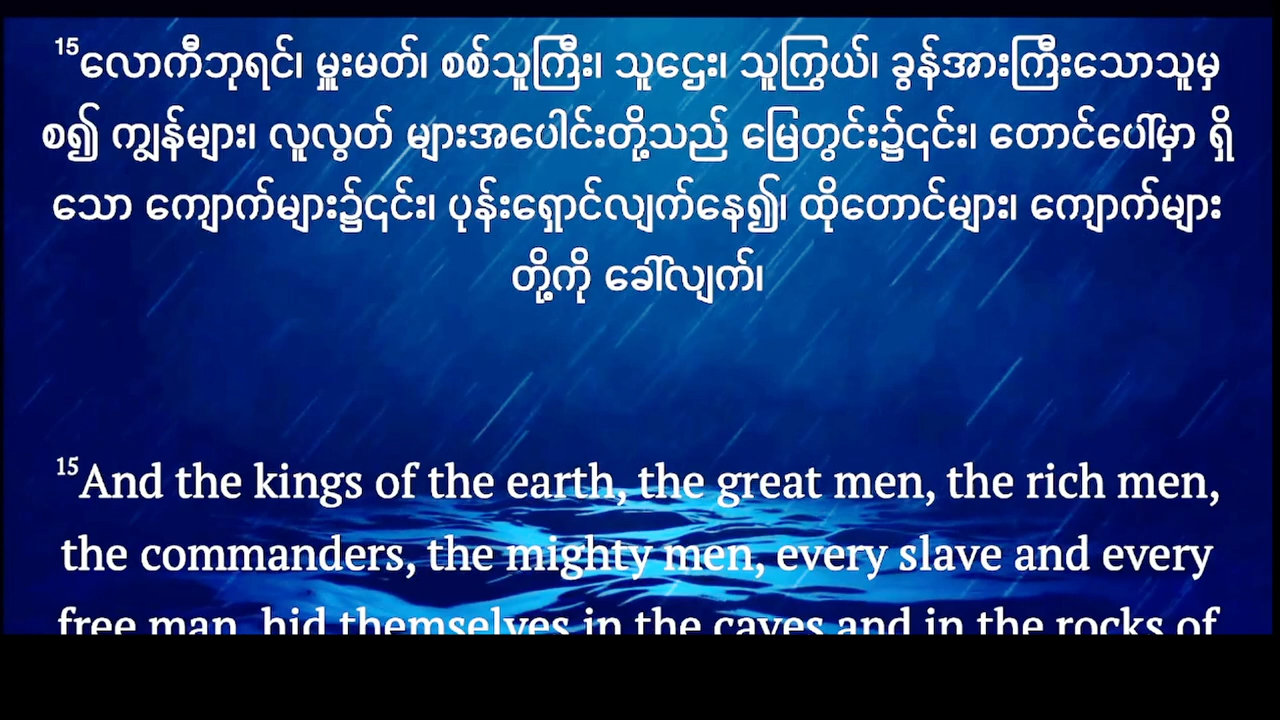 15လောကီဘုရင်၊ မှူးမတ်၊ စစ်သူကြီး၊ သူဌေး၊ သူကြွယ်၊ ခွန်အားကြီးသောသူမှ
စ၍ ကျွန်များ၊ လူလွတ် များအပေါင်းတို့သည် မြေတွင်း၌၎င်း၊ တောင်ပေါ်မှာ ရှိ
သော ကျောက်များ၌၎င်း၊ ပုန်းရှောင်လျက်နေ၍၊ ထိုတောင်များ၊ ကျောက်များ
တို့ကို ခေါ်လျက်၊
15And the kings of the earth, the great men, the rich men,
the commanders, the mighty men, every slave and every
free man, hid themselves in the caves and in the rocks of